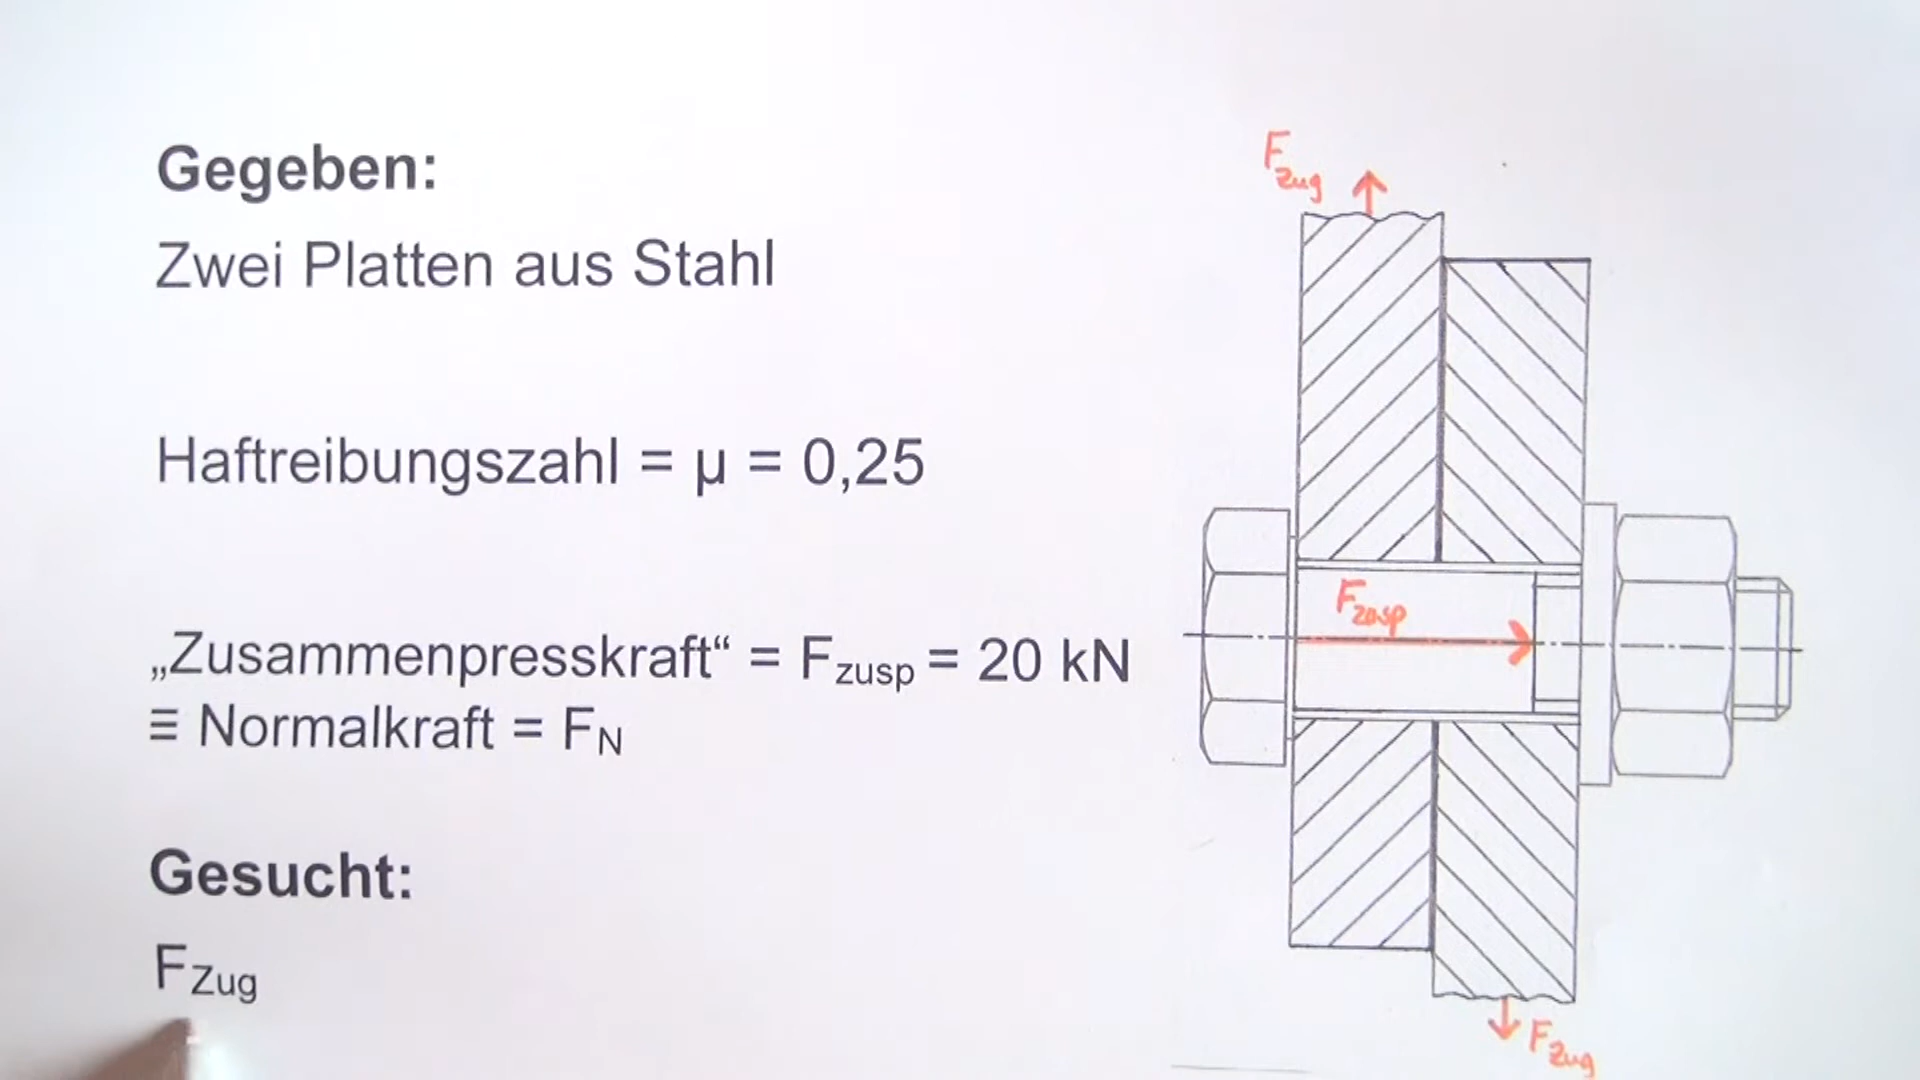 Gegeben:
Zwei Platten aus Stahl
Haftreibungszahl = µ = 0,25
„Zusammenpresskraft“ = Fzusp = 20 kN
≡ Normalkraft = FN
Gesucht:
FZug
FZug
Fzusp
FZug